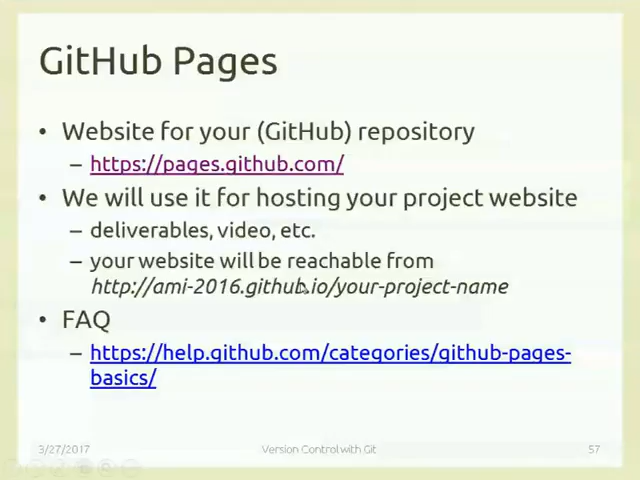 GitHub Pages
• Website for your (GitHub) repository
– https://pages.github.com/
• We will use it for hosting your project website
– deliverables, video, etc.
– your website will be reachable from
http://ami-2016.github.io/your-project-name
• FAQ
– https://help.github.com/categories/github-pages-
basics/
3/27/2017 Version Control with Git 57